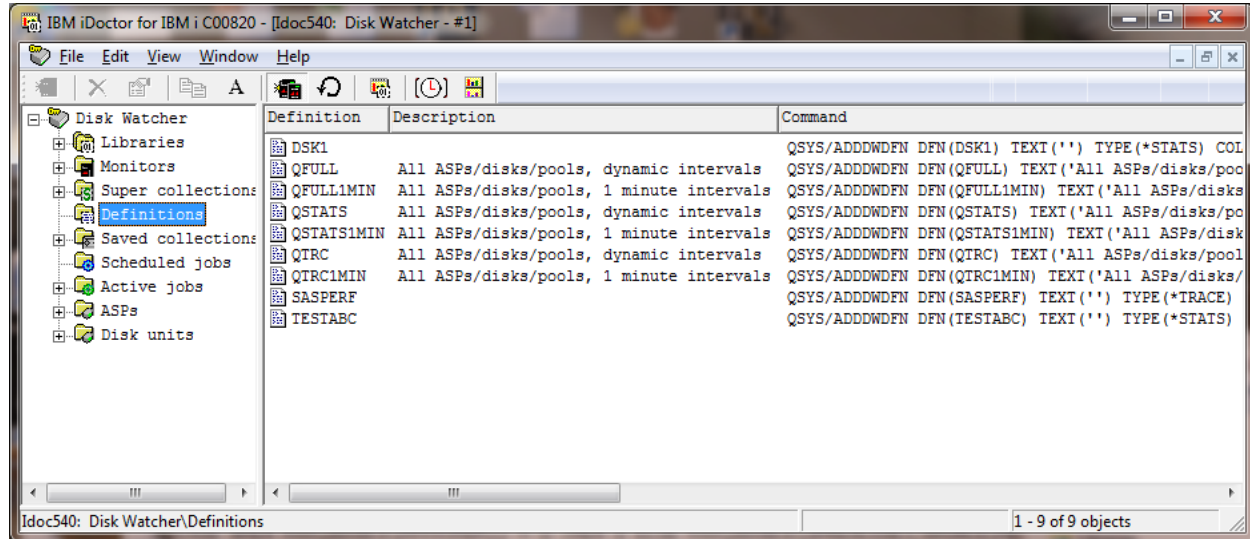 IBM iDoctor for IBM i C00820 - [Idoc540: Disk Watcher - #1]
File Edit View Window Help
A
Disk Watcher
Libraries
Monitors
Super collections
Definitions
Saved collections
Scheduled jobs
Active jobs
ASPs
Disk units
Definition Description Command
DSK1 QSYS/ADDDWDFN DFN(DSK1) TEXT('') TYPE(*STATS) COL
QFULL All ASPs/disks/pools, dynamic intervals QSYS/ADDDWDFN DFN(QFULL) TEXT('All ASPs/disks/poo
QFULL1MIN All ASPs/disks/pools, 1 minute intervals QSYS/ADDDWDFN DFN(QFULL1MIN) TEXT('All ASPs/disks
QSTATS All ASPs/disks/pools, dynamic intervals QSYS/ADDDWDFN DFN(QSTATS) TEXT('All ASPs/disks/po
QSTATS1MIN All ASPs/disks/pools, 1 minute intervals QSYS/ADDDWDFN DFN(QSTATS1MIN) TEXT('All ASPs/disk
QTRC All ASPs/disks/pools, dynamic intervals QSYS/ADDDWDFN DFN(QTRC) TEXT('All ASPs/disks/pool
QTRC1MIN All ASPs/disks/pools, 1 minute intervals QSYS/ADDDWDFN DFN(QTRC1MIN) TEXT('All ASPs/disks/
SASPERF QSYS/ADDDWDFN DFN(SASPERF) TEXT('') TYPE(*TRACE)
TESTABC QSYS/ADDDWDFN DFN(TESTABC) TEXT('') TYPE(*STATS)
Idoc540: Disk Watcher\Definitions 1 - 9 of 9 objects